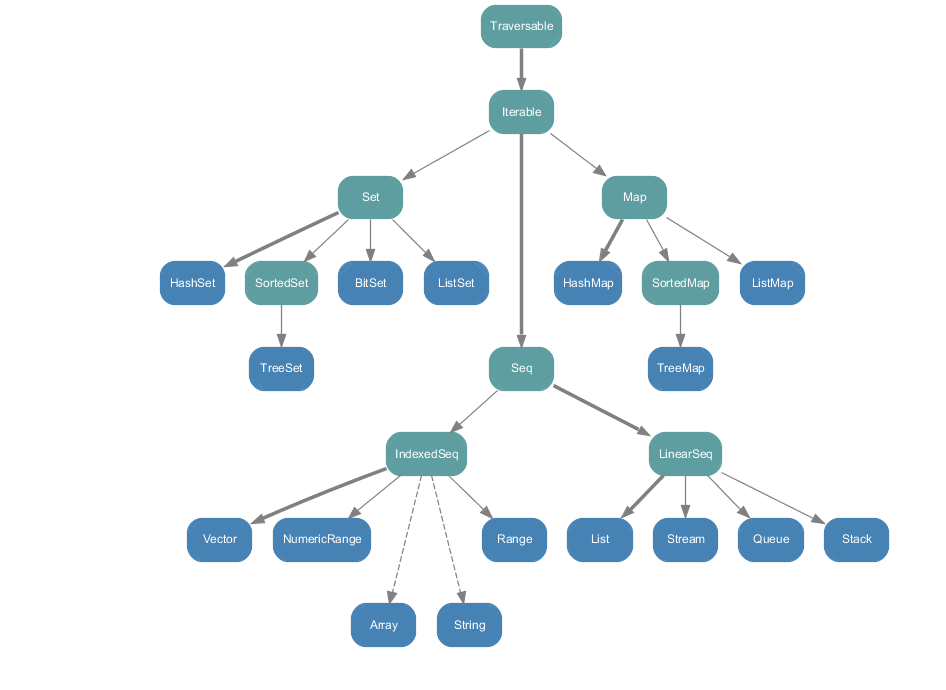 Traversable
Iterable
Set
Map
HashSet
SortedSet
BitSet
ListSet
HashMap
SortedMap
ListMap
TreeSet
Seq
TreeMap
IndexedSeq
LinearSeq
Vector
NumericRange
Range
List
Stream
Queue
Stack
Array
String